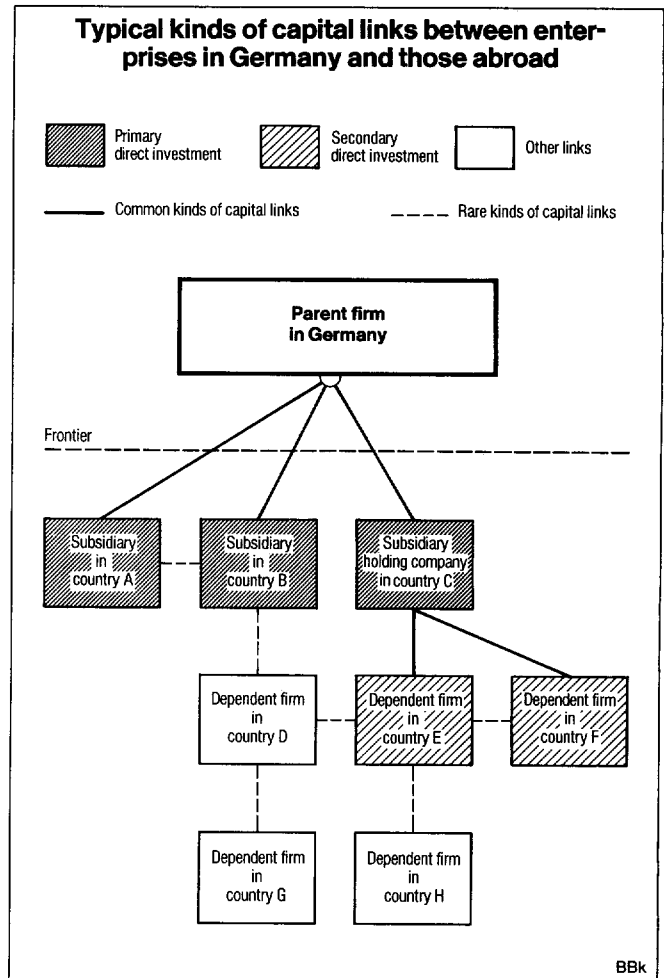 Typical kinds of capital links between enter-
prises in Germany and those abroad
Primary
direct investment
Secondary
direct investment
Other links
Common kinds of capital links
Rare kinds of capital links
Parent firm
in Germany
Frontier
Subsidiary
in
country A
Subsidiary
in
country B
Subsidiary
holding company
in country C
Dependent firm
in
country D
Dependent firm
in
country E
Dependent firm
in
country F
Dependent firm
in
country G
Dependent firm
in
country H
BBk